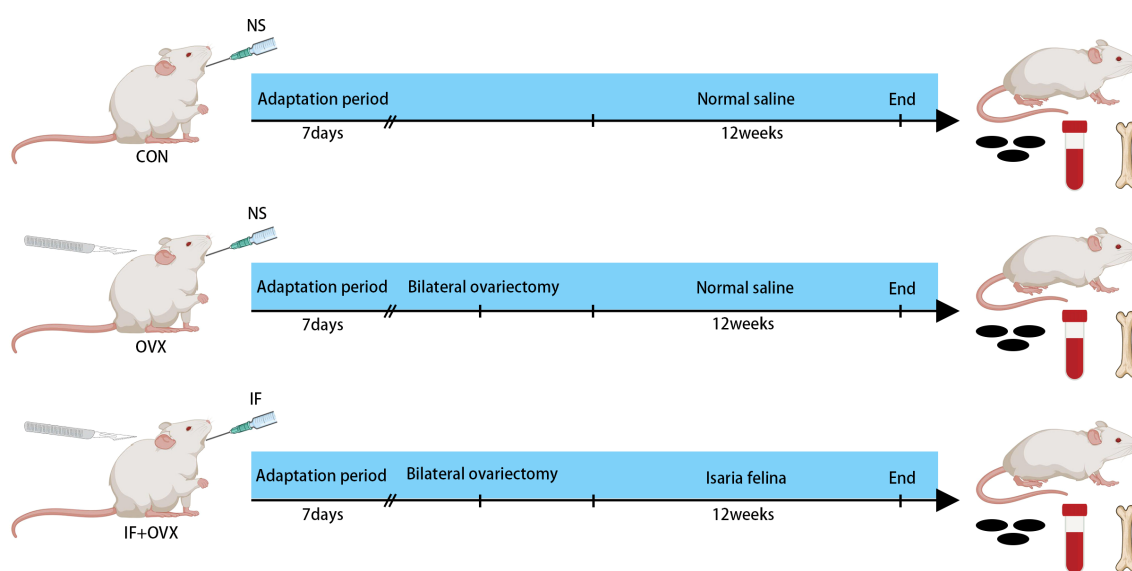 NS
Adaptation period Normal saline End
7days 12weeks
CON
NS
Adaptation period Bilateral ovariectomy Normal saline End
7days 12weeks
OVX
IF
Adaptation period Bilateral ovariectomy Isaria felina End
7days 12weeks
IF+OVX